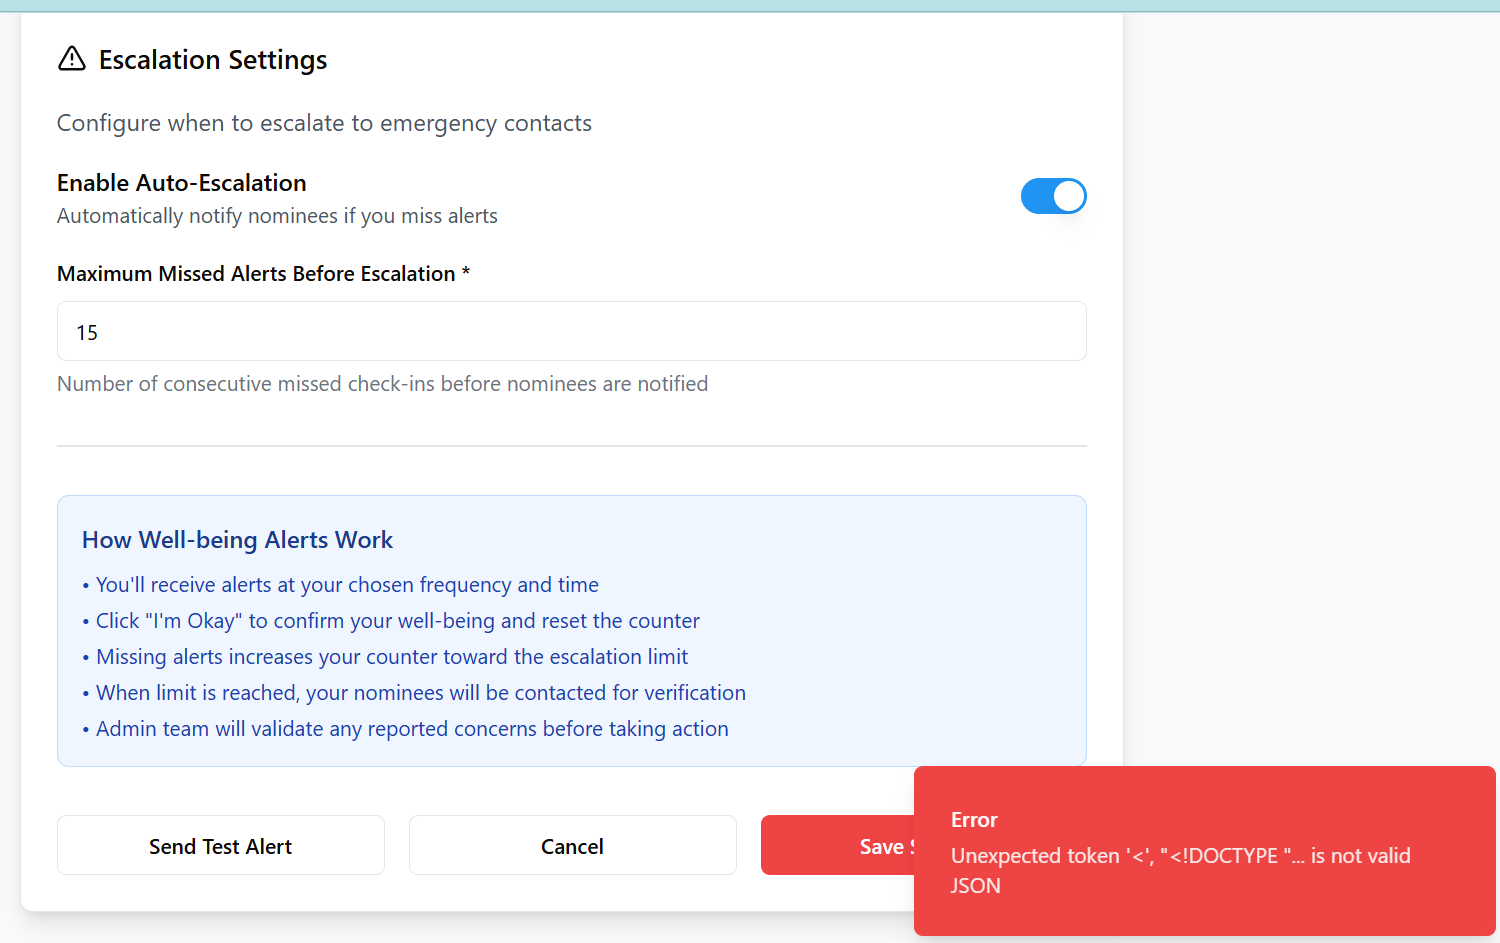 Escalation Settings
Configure when to escalate to emergency contacts
Enable Auto-Escalation
Automatically notify nominees if you miss alerts
Maximum Missed Alerts Before Escalation *
15
Number of consecutive missed check-ins before nominees are notified
How Well-being Alerts Work
• You'll receive alerts at your chosen frequency and time
• Click "I'm Okay" to confirm your well-being and reset the counter
• Missing alerts increases your counter toward the escalation limit
• When limit is reached, your nominees will be contacted for verification
• Admin team will validate any reported concerns before taking action
Send Test Alert
Cancel
Save
Error
Unexpected token '<', "<!DOCTYPE "... is not valid
JSON